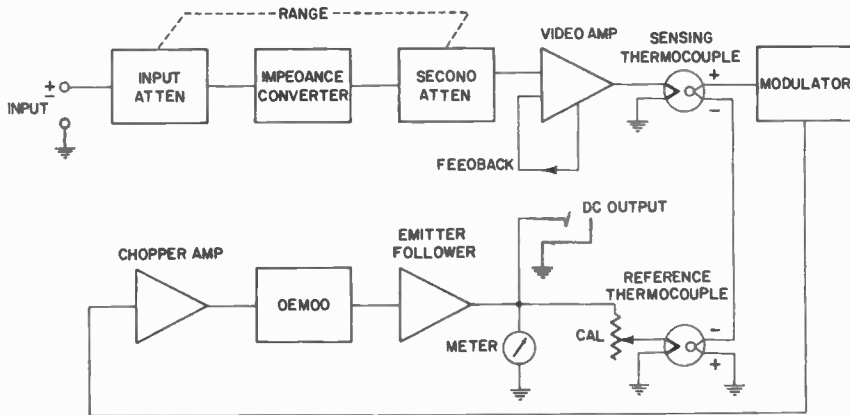 RANGE
INPUT
ATTEN
IMPEDANCE
CONVERTER
SECONO
ATTEN
VIDEO AMP
SENSING
THERMOCOUPLE
+
−
MODULATOR
±
INPUT
FEEOBACK
DC OUTPUT
CHOPPER AMP
OEMOO
EMITTER
FOLLOWER
METER
CAL
REFERENCE
THERMOCOUPLE
−
+